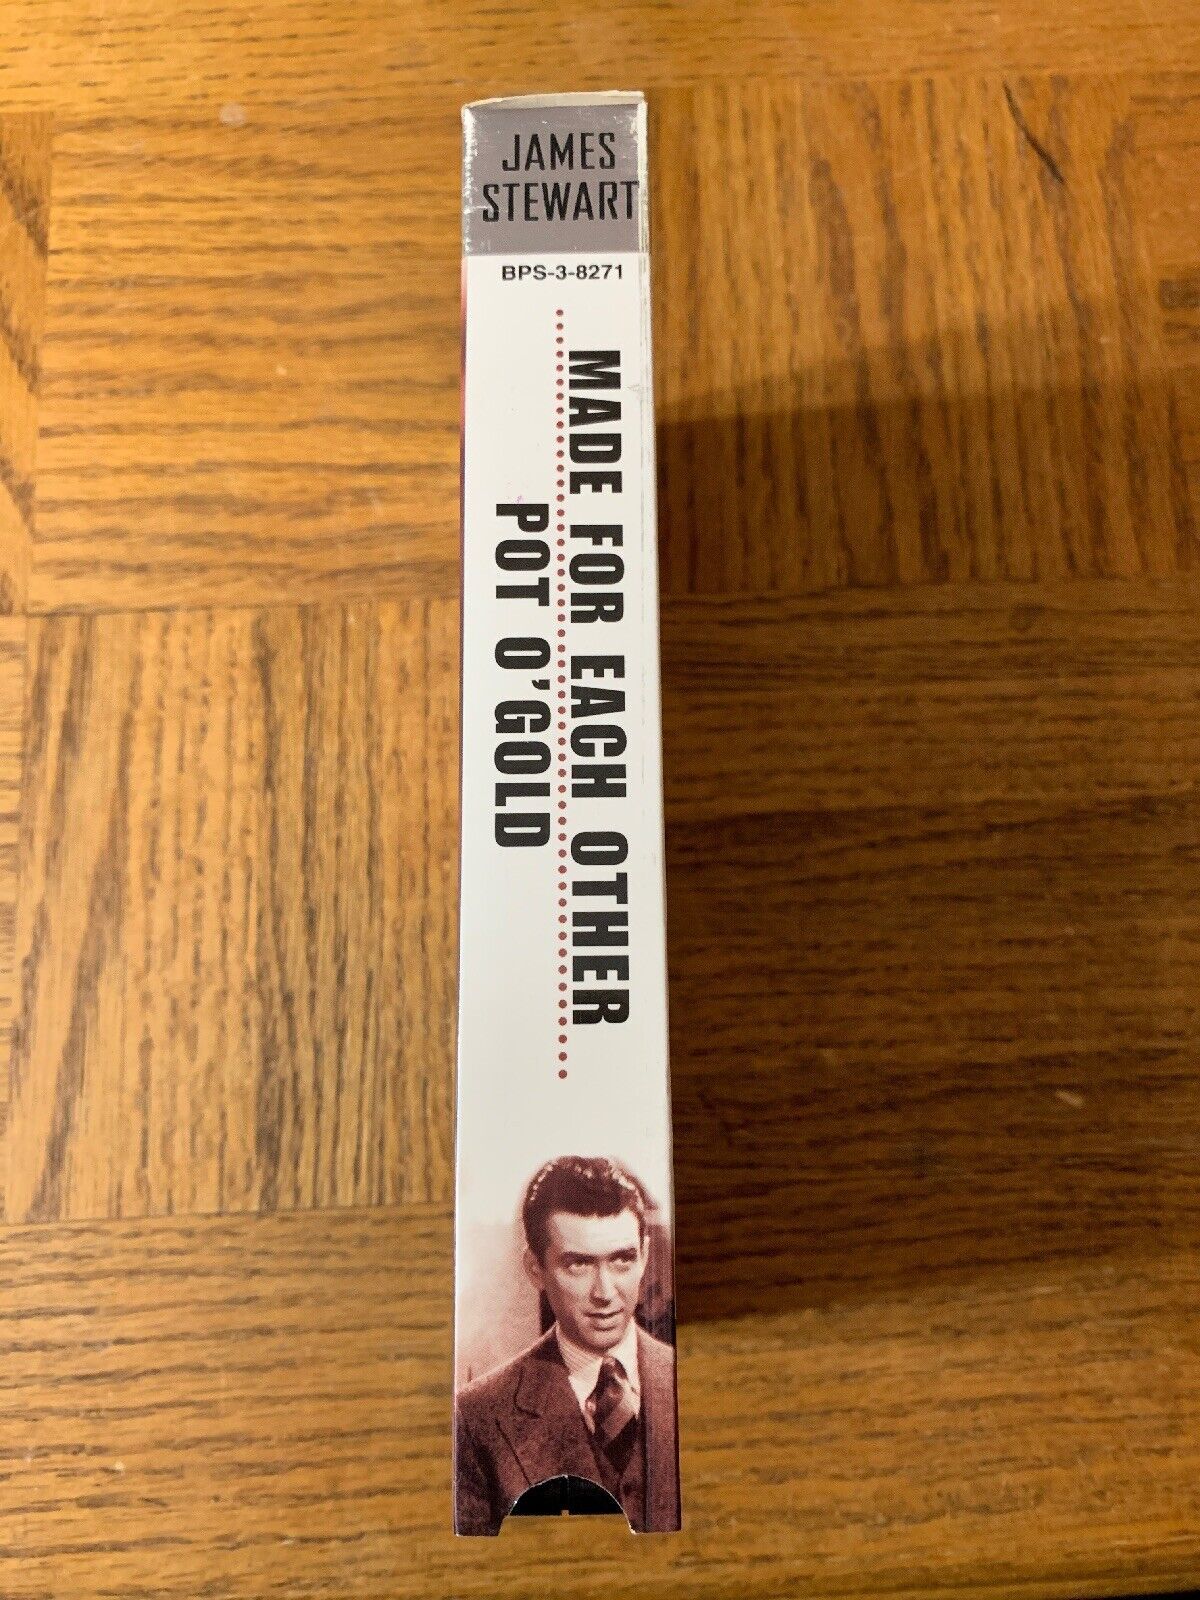 JAMES
STEWART
BPS-3-8271
MADE FOR EACH OTHER
POT O'GOLD